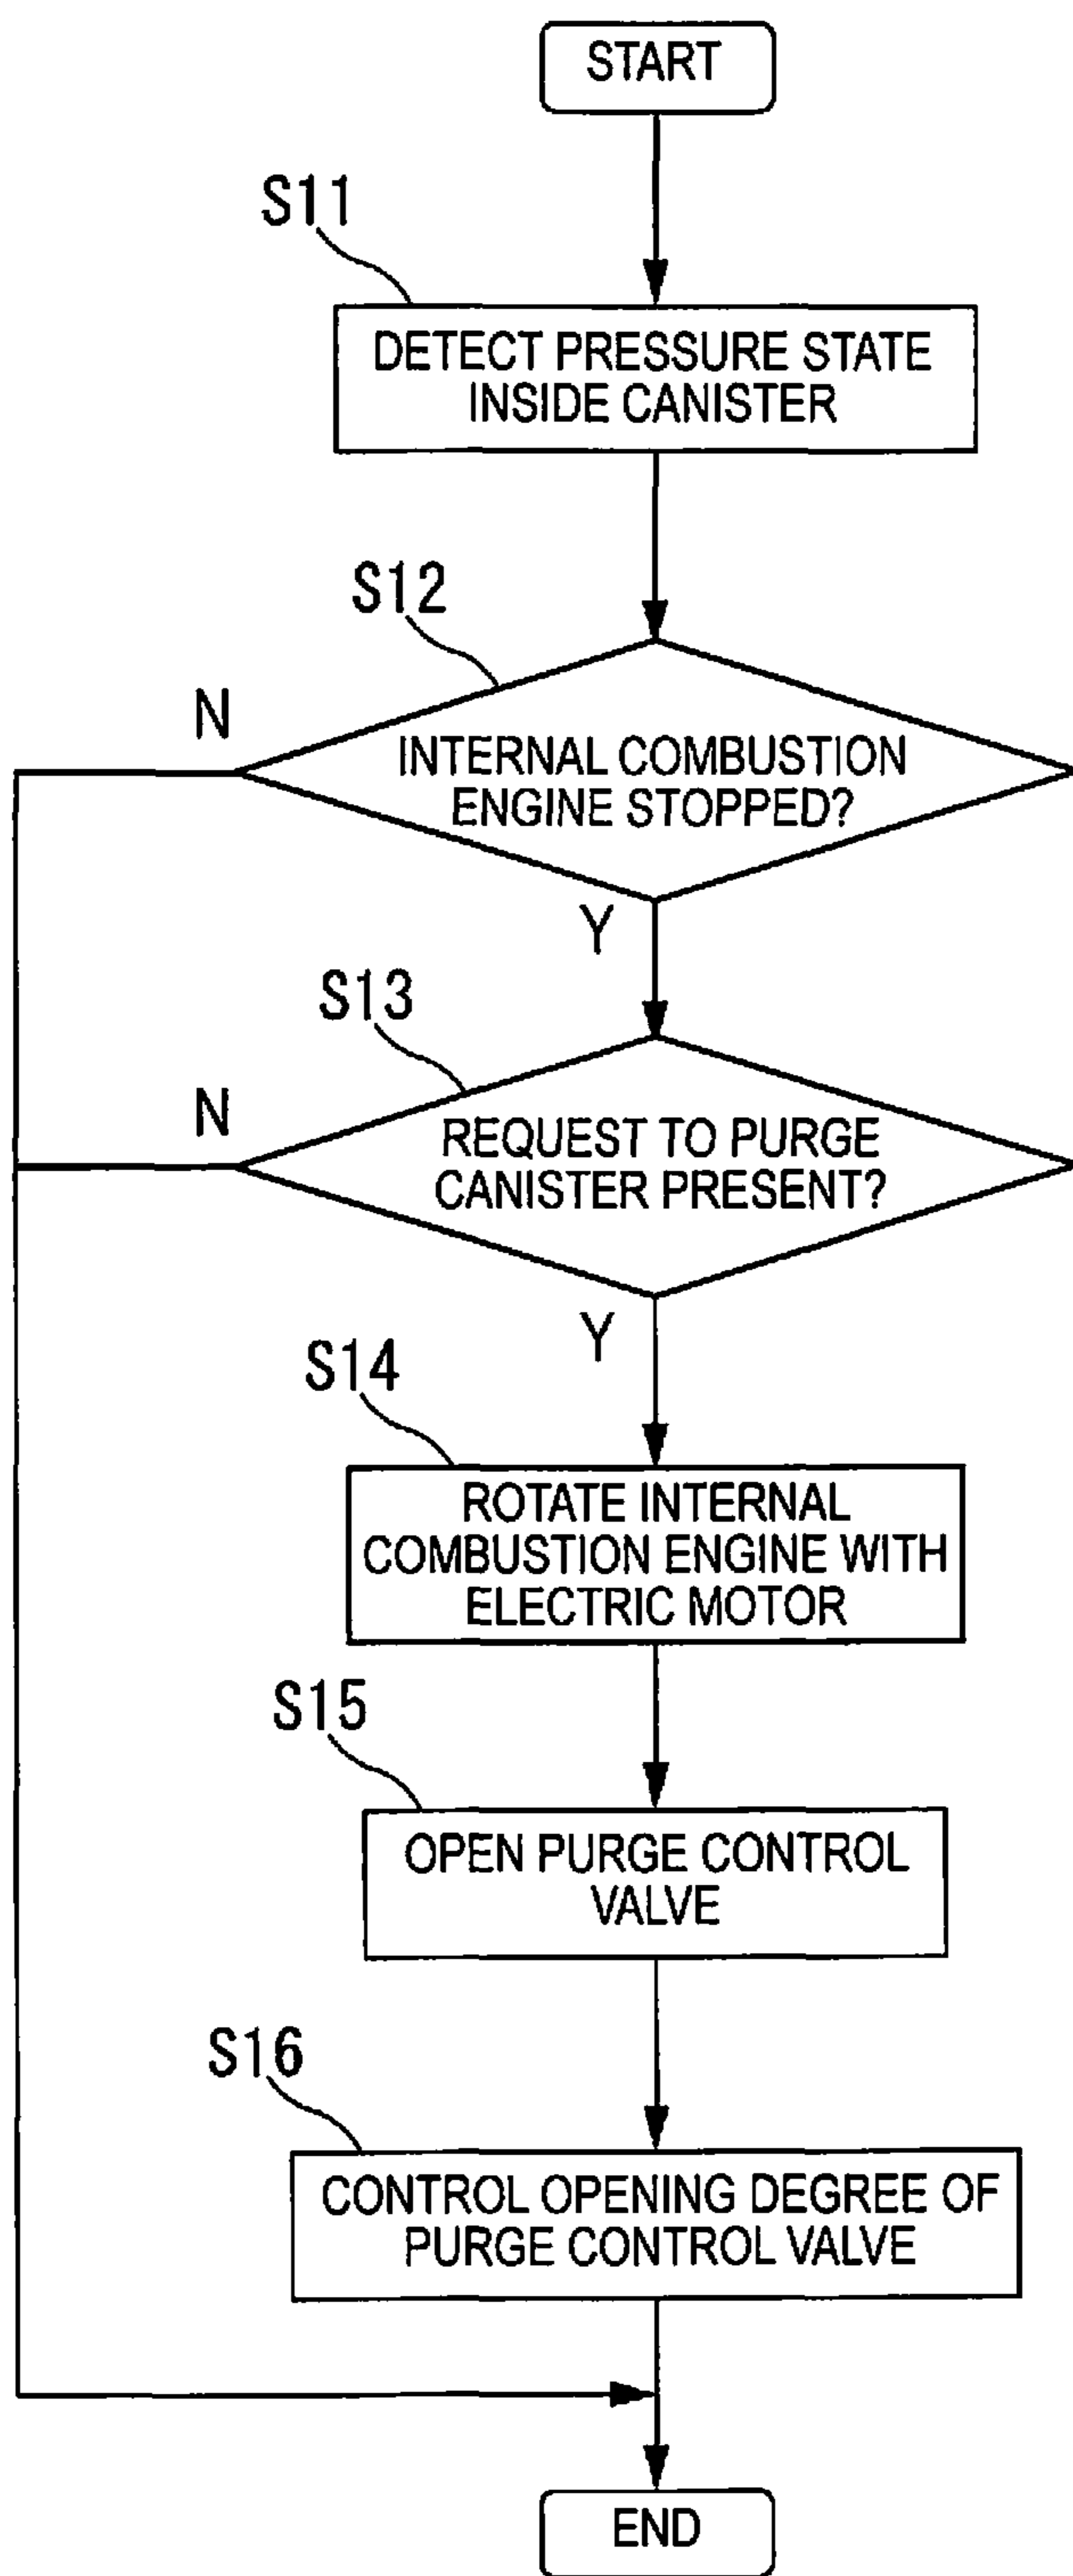 START
S11
DETECT PRESSURE STATE
INSIDE CANISTER
S12
N
INTERNAL COMBUSTION
ENGINE STOPPED?
Y
S13
N
REQUEST TO PURGE
CANISTER PRESENT?
Y
S14
ROTATE INTERNAL
COMBUSTION ENGINE WITH
ELECTRIC MOTOR
S15
OPEN PURGE CONTROL
VALVE
S16
CONTROL OPENING DEGREE OF
PURGE CONTROL VALVE
END